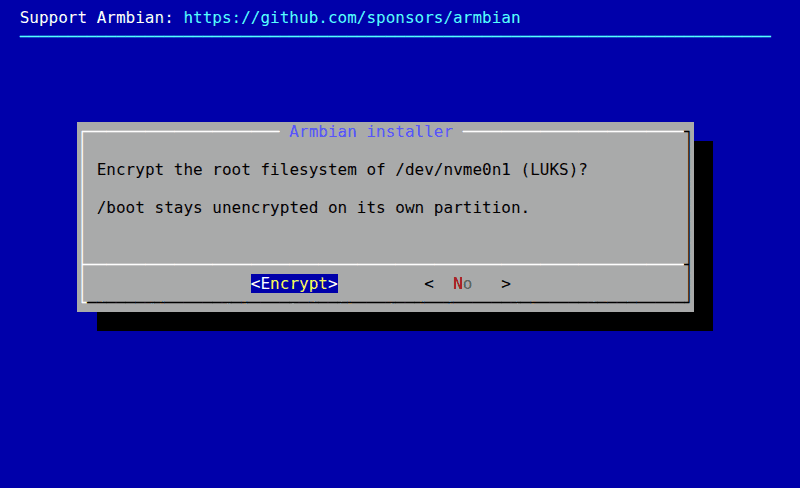 Support Armbian: https://github.com/sponsors/armbian
Armbian installer
Encrypt the root filesystem of /dev/nvme0n1 (LUKS)?
/boot stays unencrypted on its own partition.
<Encrypt> < No >